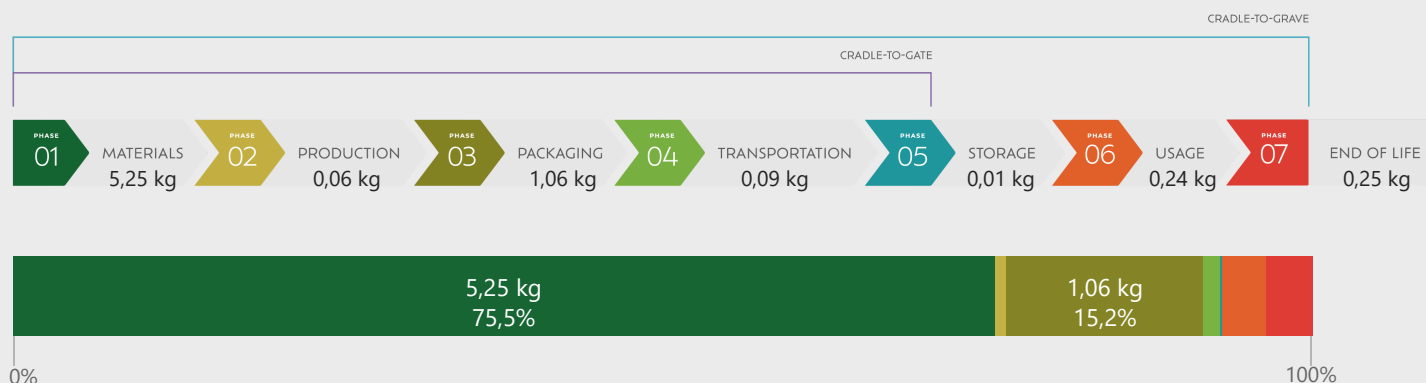 CRADLE-TO-GRAVE
CRADLE-TO-GATE
PHASE
01
MATERIALS
5,25 kg
PHASE
02
PRODUCTION
0,06 kg
PHASE
03
PACKAGING
1,06 kg
PHASE
04
TRANSPORTATION
0,09 kg
PHASE
05
STORAGE
0,01 kg
PHASE
06
USAGE
0,24 kg
PHASE
07
END OF LIFE
0,25 kg
5,25 kg
75,5%
1,06 kg
15,2%
0%
100%